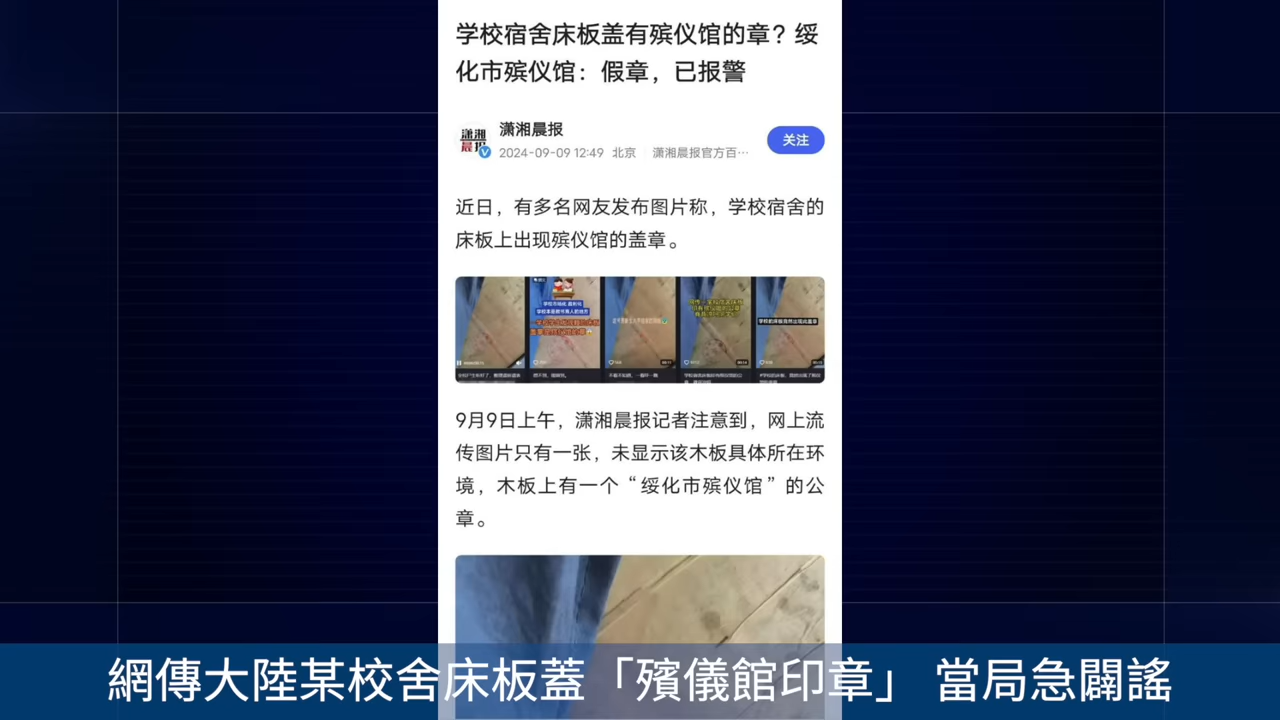 学校宿舍床板盖有殡仪馆的章？绥
化市殡仪馆：假章，已报警
潇湘晨报
关注
2024-09-09 12:49 北京 潇湘晨报官方百…
近日，有多名网友发布图片称，学校宿舍的
床板上出现殡仪馆的盖章。
9月9日上午，潇湘晨报记者注意到，网上流
传图片只有一张，未显示该木板具体所在环
境，木板上有一个“绥化市殡仪馆”的公
章。
網傳大陸某校舍床板蓋「殯儀館印章」 當局急闢謠